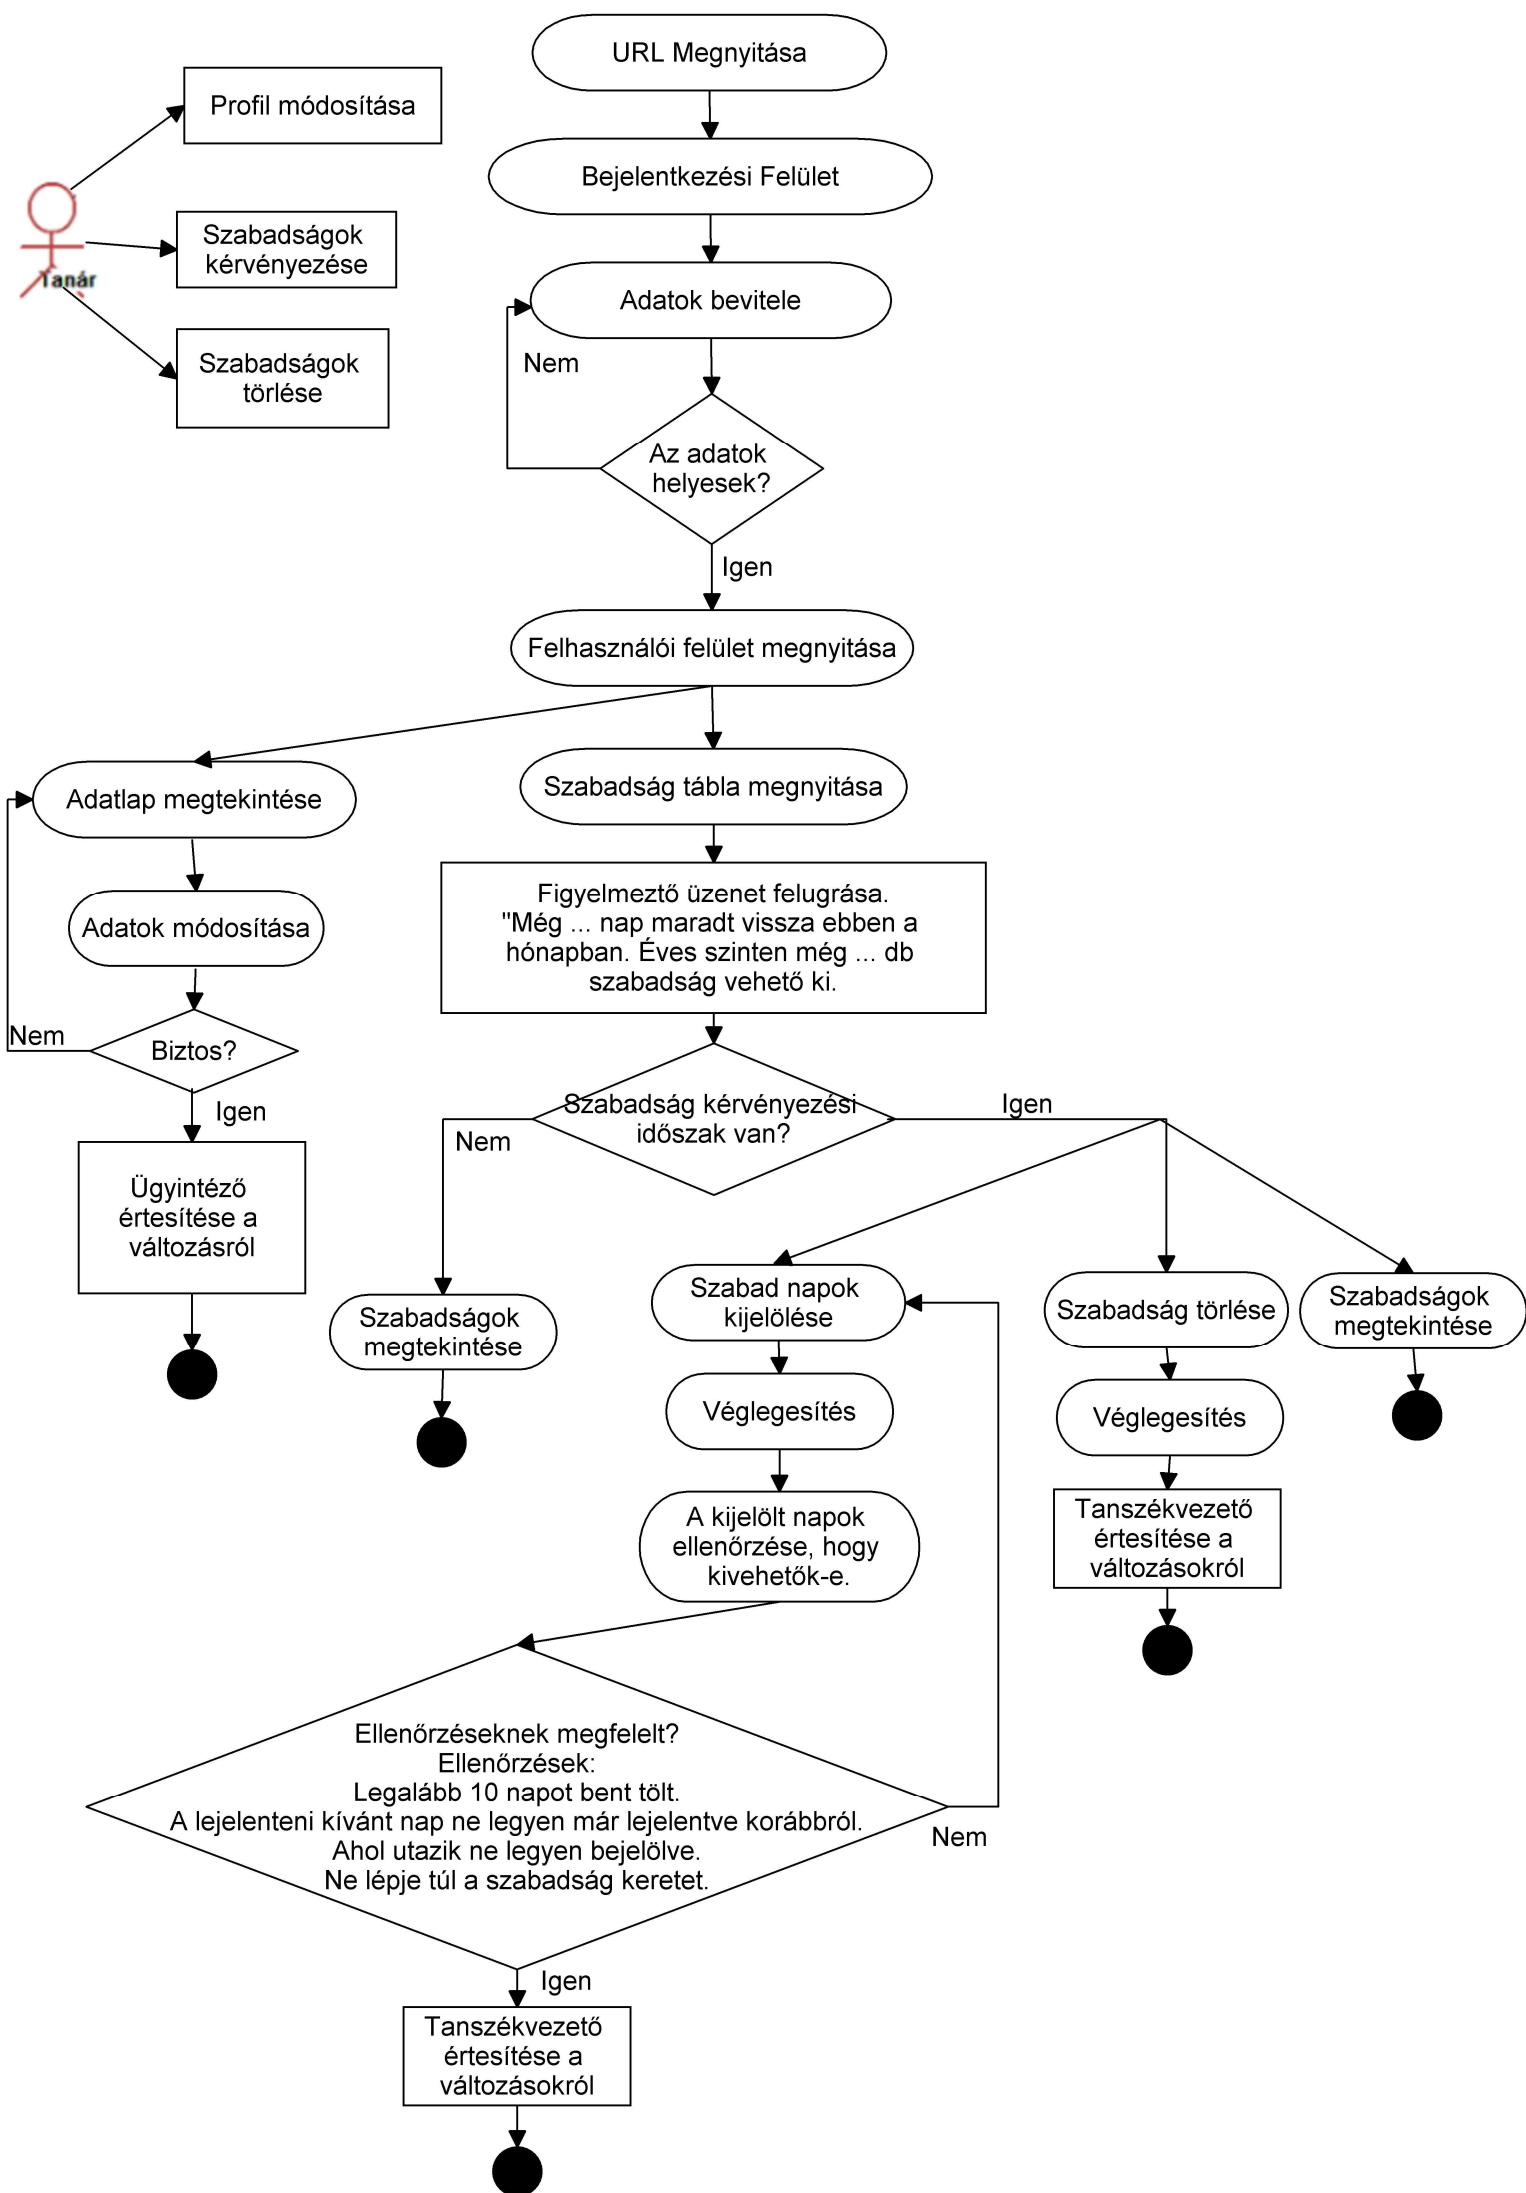 URL Megnyitása
Profil módosítása
Bejelentkezési Felület
Szabadságok
kérvényezése
Tanár
Adatok bevitele
Szabadságok
törlése
Nem
Az adatok
helyesek?
Igen
Felhasználói felület megnyitása
Adatlap megtekintése
Szabadság tábla megnyitása
Adatok módosítása
Figyelmeztő üzenet felugrása.
"Még ... nap maradt vissza ebben a
hónapban. Éves szinten még ... db
szabadság vehető ki.
Nem
Biztos?
Igen
Szabadság kérvényezési
időszak van?
Nem
Igen
Ügyintéző
értesítése a
változásról
Szabadságok
megtekintése
Szabad napok
kijelölése
Szabadság törlése
Szabadságok
megtekintése
Véglegesítés
Véglegesítés
A kijelölt napok
ellenőrzése, hogy
kivehetők-e.
Tanszékvezető
értesítése a
változásokról
Ellenőrzéseknek megfelelt?
Ellenőrzések:
Legalább 10 napot bent tölt.
A lejelenteni kívánt nap ne legyen már lejelentve korábbról.
Ahol utazik ne legyen bejelölve.
Ne lépje túl a szabadság keretet.
Nem
Igen
Tanszékvezető
értesítése a
változásokról